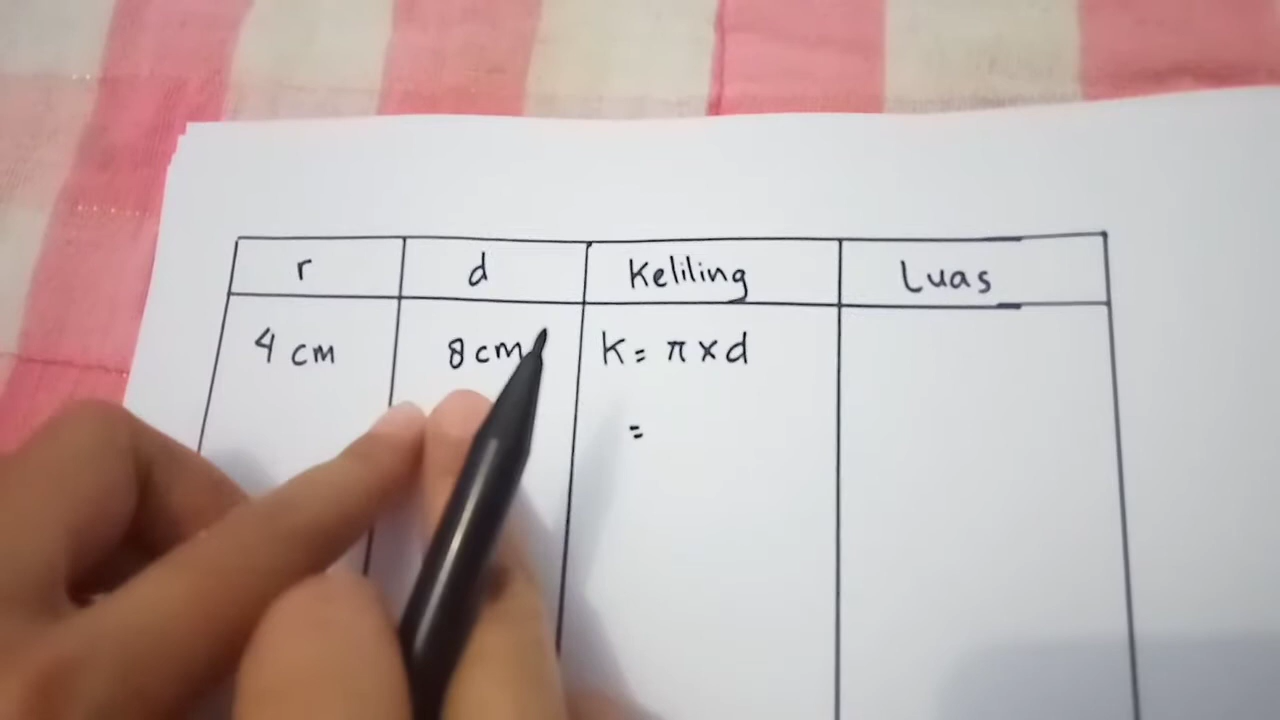 r d Keliling Luas
4 cm 8 cm K = π x d
=